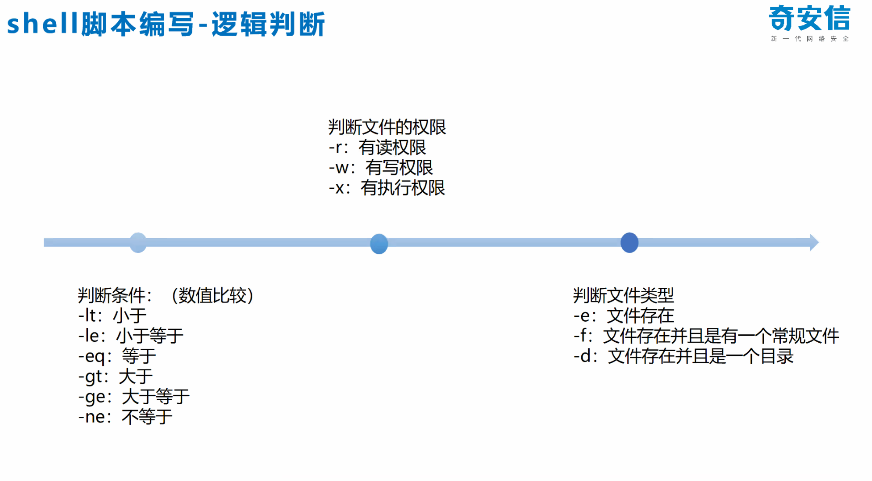 shell脚本编写-逻辑判断
奇安信
新一代网络安全
判断文件的权限
-r：有读权限
-w：有写权限
-x：有执行权限
判断条件：（数值比较）
-lt：小于
-le：小于等于
-eq：等于
-gt：大于
-ge：大于等于
-ne：不等于
判断文件类型
-e：文件存在
-f：文件存在并且是有一个常规文件
-d：文件存在并且是一个目录